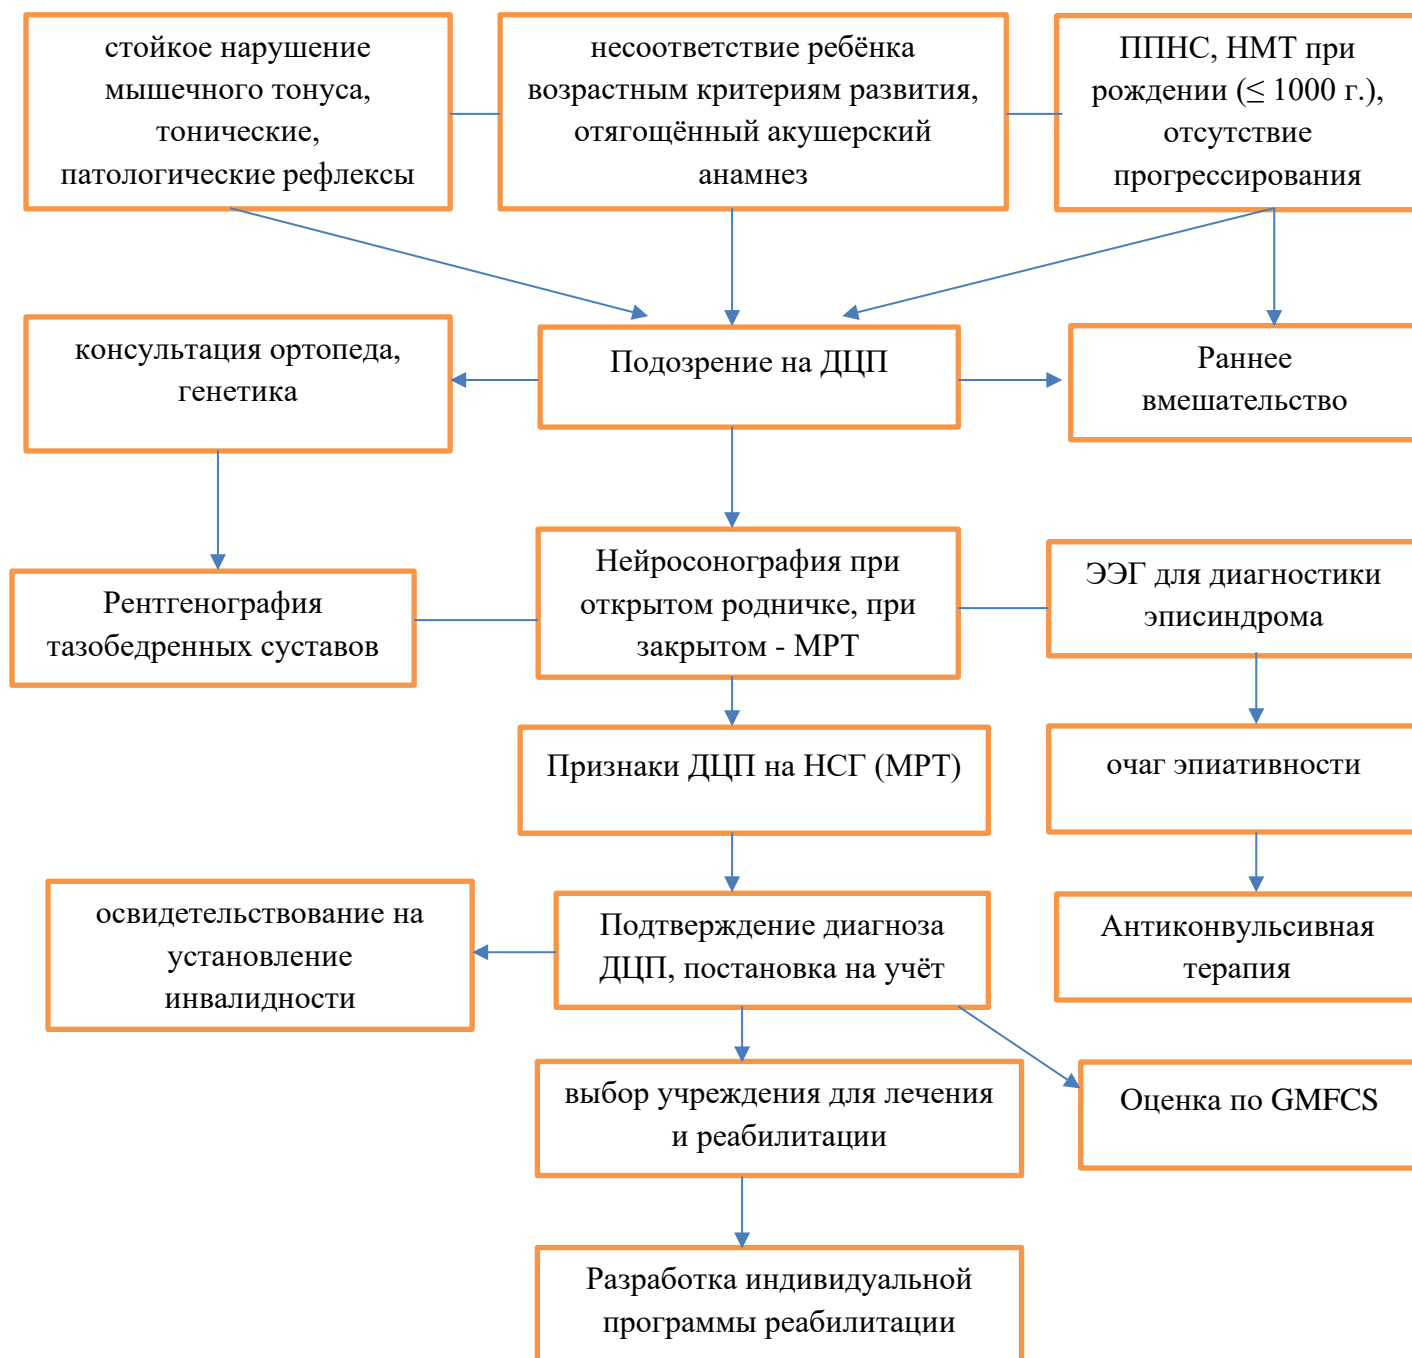 стойкое нарушение
мышечного тонуса,
тонические,
патологические рефлексы
несоответствие ребёнка
возрастным критериям развития,
отягощённый акушерский
анамнез
ППНС, НМТ при
рождении (≤ 1000 г.),
отсутствие
прогрессирования
консультация ортопеда,
генетика
Подозрение на ДЦП
Раннее
вмешательство
Рентгенография
тазобедренных суставов
Нейросонография при
открытом родничке, при
закрытом - МРТ
ЭЭГ для диагностики
эписиндрома
Признаки ДЦП на НСГ (МРТ)
очаг эпиативности
освидетельствование на
установление
инвалидности
Подтверждение диагноза
ДЦП, постановка на учёт
Антиконвульсивная
терапия
выбор учреждения для лечения
и реабилитации
Оценка по GMFCS
Разработка индивидуальной
программы реабилитации